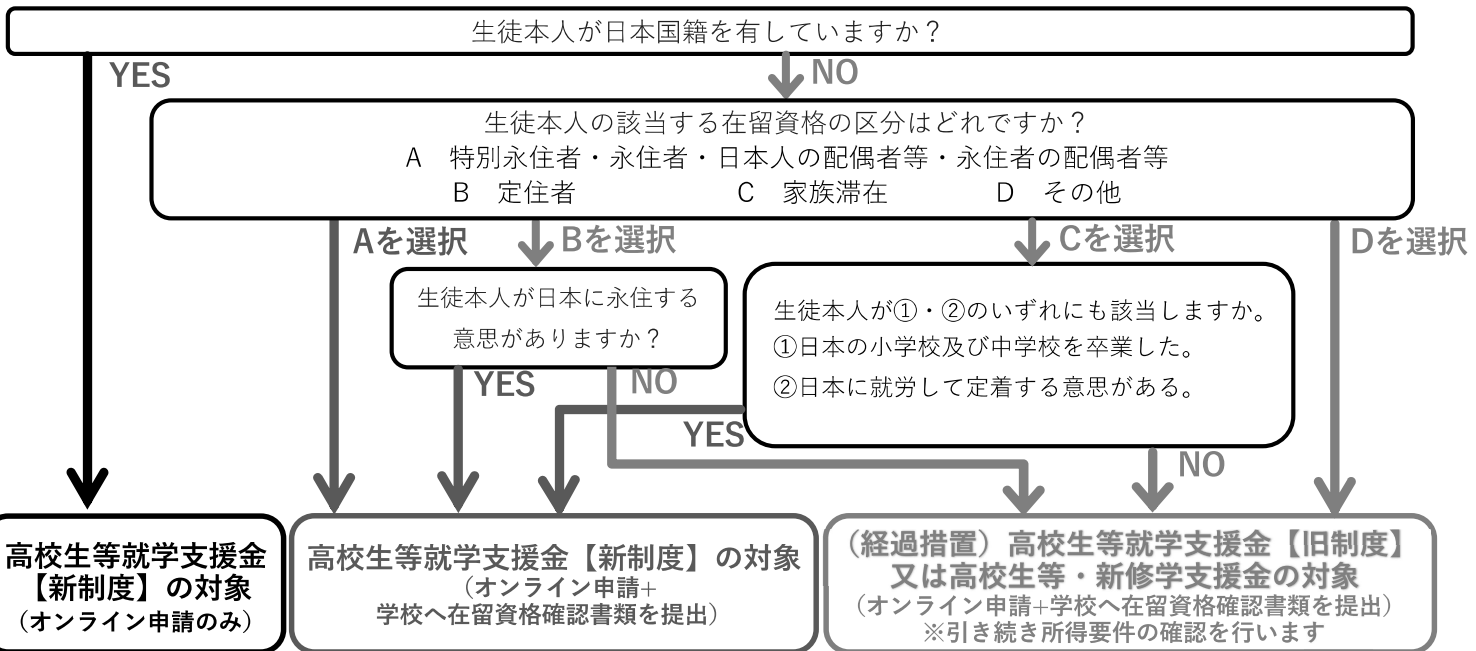 生徒本人が日本国籍を有していますか？
YES
NO
生徒本人の該当する在留資格の区分はどれですか？
A　特別永住者・永住者・日本人の配偶者等・永住者の配偶者等
B　定住者　C　家族滞在　D　その他
Aを選択
Bを選択
Cを選択
Dを選択
生徒本人が日本に永住する
意思がありますか？
生徒本人が①・②のいずれにも該当しますか。
①日本の小学校及び中学校を卒業した。
②日本に就労して定着する意思がある。
YES
NO
YES
NO
高校生等就学支援金
【新制度】の対象
（オンライン申請のみ）
高校生等就学支援金【新制度】の対象
（オンライン申請+
学校へ在留資格確認書類を提出）
（経過措置）高校生等就学支援金【旧制度】
又は高校生等・新修学支援金の対象
（オンライン申請+学校へ在留資格確認書類を提出）
※引き続き所得要件の確認を行います